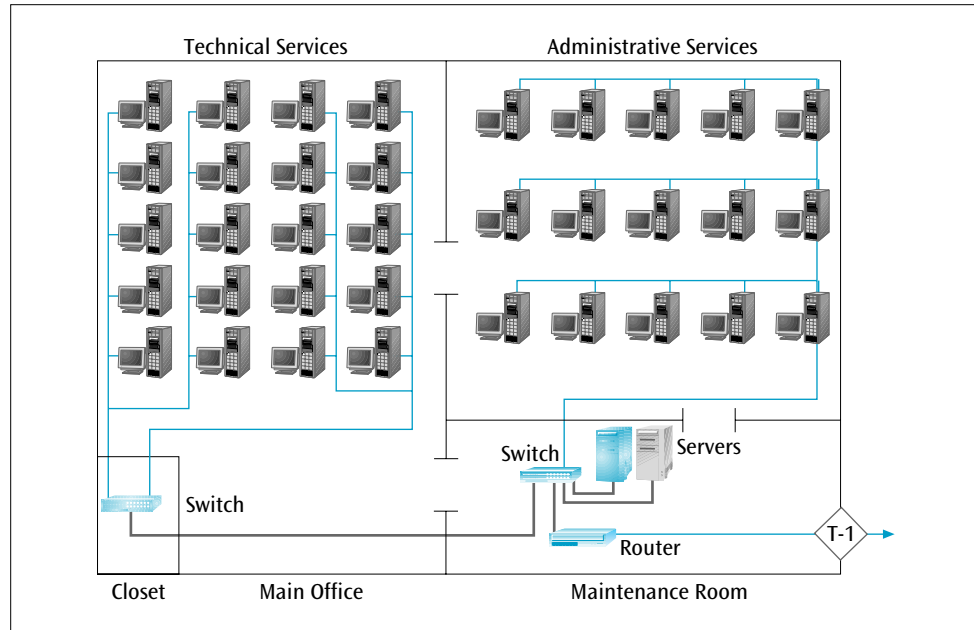 Technical Services
Administrative Services
Servers
Switch
Switch
Router
T-1
Closet
Main Office
Maintenance Room